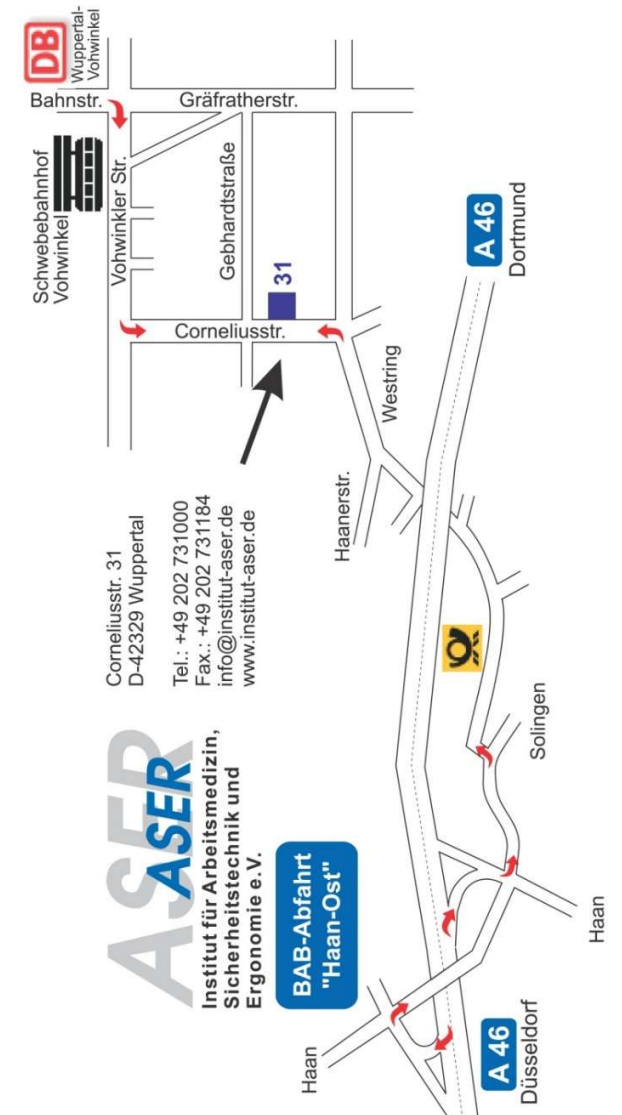 ASER
ASER
Institut für Arbeitsmedizin,
Sicherheitstechnik und
Ergonomie e.V.
Corneliusstr. 31
D-42329 Wuppertal
Tel.: +49 202 731000
Fax.: +49 202 731184
info@institut-aser.de
www.institut-aser.de
Schwebebahnhof
Vohwinkel
DB
Wuppertal-
Vohwinkel
Bahnstr.
Vohwinkler Str.
Gräfratherstr.
Gebhardtstraße
Corneliusstr.
31
BAB-Abfahrt
"Haan-Ost"
Haan
Haanerstr.
Westring
A 46
Dortmund
A 46
Düsseldorf
Haan
Solingen